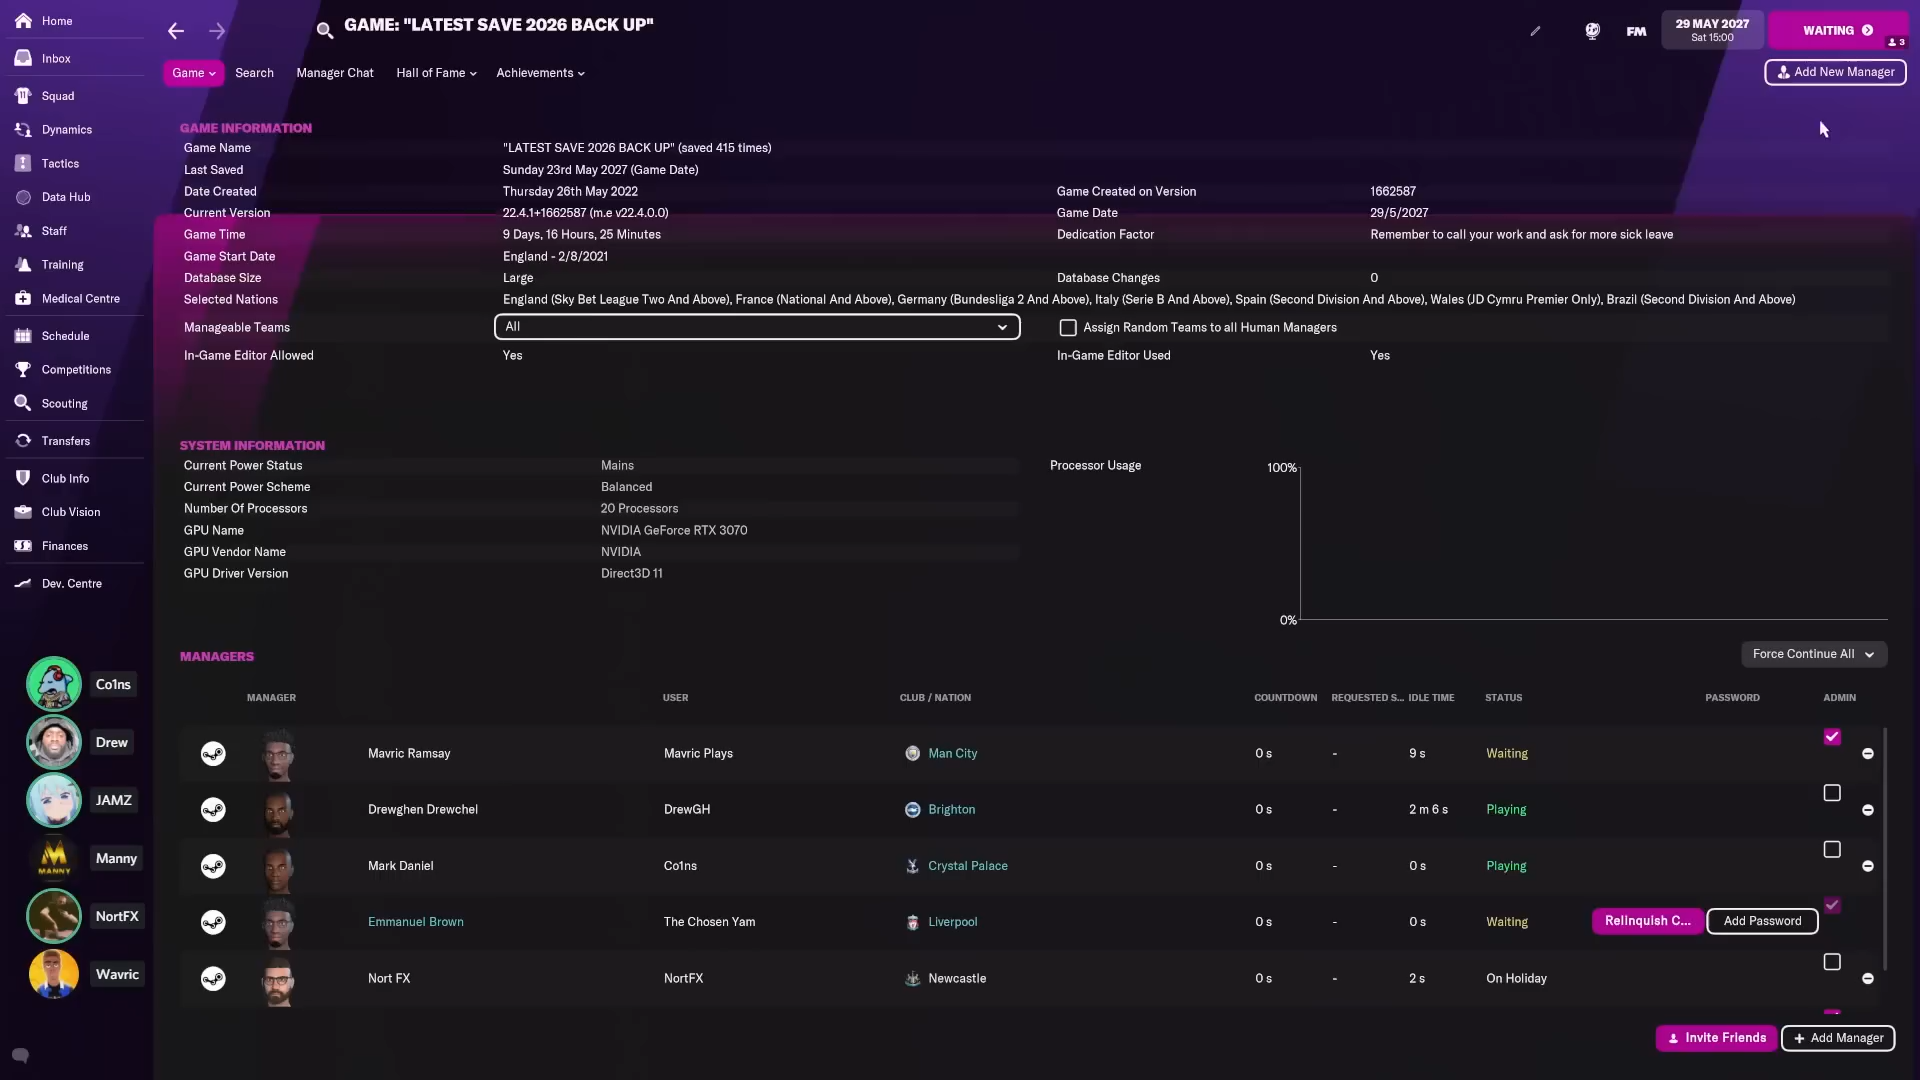 Home
Inbox
Squad
Dynamics
Tactics
Data Hub
Staff
Training
Medical Centre
Schedule
Competitions
Scouting
Transfers
Club Info
Club Vision
Finances
Dev. Centre
Co1ns
Drew
JAMZ
MANNY
Manny
NortFX
Wavric
GAME: "LATEST SAVE 2026 BACK UP"
FM
29 MAY 2027
Sat 15:00
WAITING
3
Game
Search
Manager Chat
Hall of Fame
Achievements
Add New Manager
GAME INFORMATION
Game Name "LATEST SAVE 2026 BACK UP" (saved 415 times)
Last Saved Sunday 23rd May 2027 (Game Date)
Date Created Thursday 26th May 2022 Game Created on Version 1662587
Current Version 22.4.1+1662587 (m.e v22.4.0.0) Game Date 29/5/2027
Game Time 9 Days, 16 Hours, 25 Minutes Dedication Factor Remember to call your work and ask for more sick leave
Game Start Date England - 2/8/2021
Database Size Large Database Changes 0
Selected Nations England (Sky Bet League Two And Above), France (National And Above), Germany (Bundesliga 2 And Above), Italy (Serie B And Above), Spain (Second Division And Above), Wales (JD Cymru Premier Only), Brazil (Second Division And Above)
Manageable Teams All Assign Random Teams to all Human Managers
In-Game Editor Allowed Yes In-Game Editor Used Yes
SYSTEM INFORMATION
Current Power Status Mains Processor Usage 100%
Current Power Scheme Balanced
Number Of Processors 20 Processors
GPU Name NVIDIA GeForce RTX 3070
GPU Vendor Name NVIDIA
GPU Driver Version Direct3D 11
0%
MANAGERS
Force Continue All
MANAGER USER CLUB / NATION COUNTDOWN REQUESTED S... IDLE TIME STATUS PASSWORD ADMIN
Mavric Ramsay Mavric Plays Man City 0 s - 9 s Waiting
Drewghen Drewchel DrewGH Brighton 0 s - 2 m 6 s Playing
Mark Daniel Co1ns Crystal Palace 0 s - 0 s Playing
Emmanuel Brown The Chosen Yam Liverpool 0 s - 0 s Waiting Relinquish C... Add Password
Nort FX NortFX Newcastle 0 s - 2 s On Holiday
Invite Friends
+ Add Manager